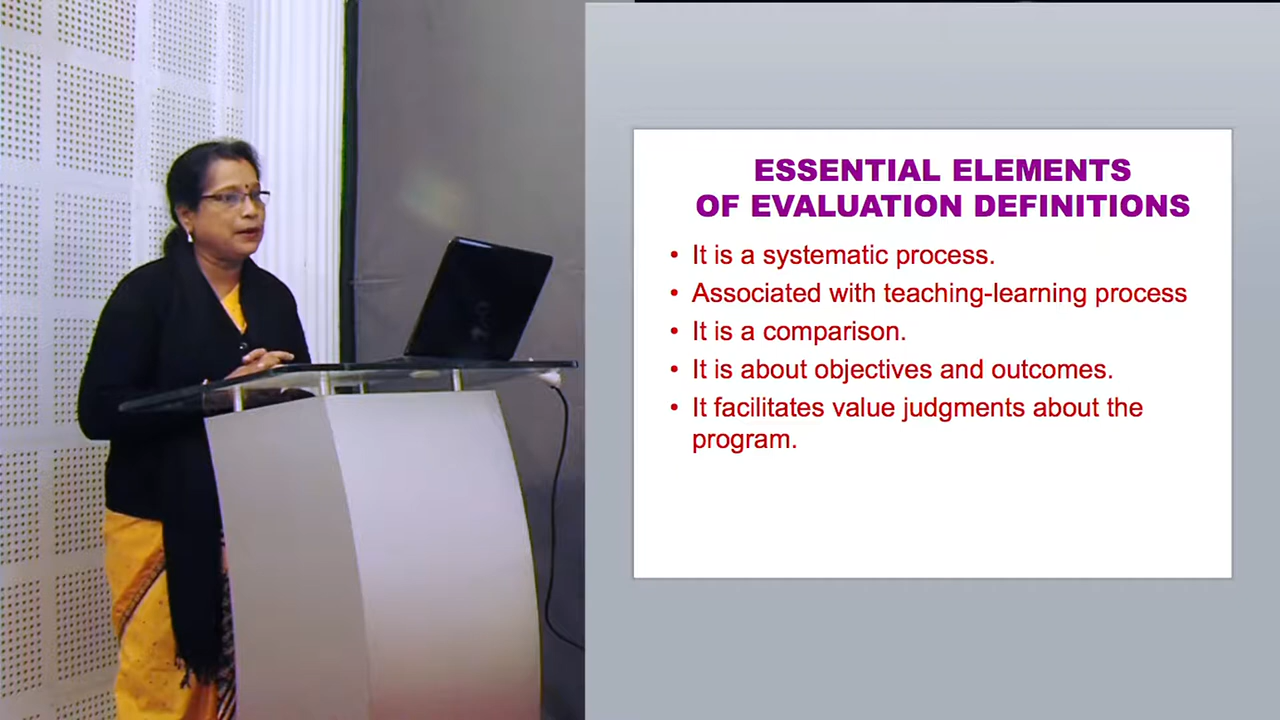 ESSENTIAL ELEMENTS
OF EVALUATION DEFINITIONS
• It is a systematic process.
• Associated with teaching-learning process
• It is a comparison.
• It is about objectives and outcomes.
• It facilitates value judgments about the
program.